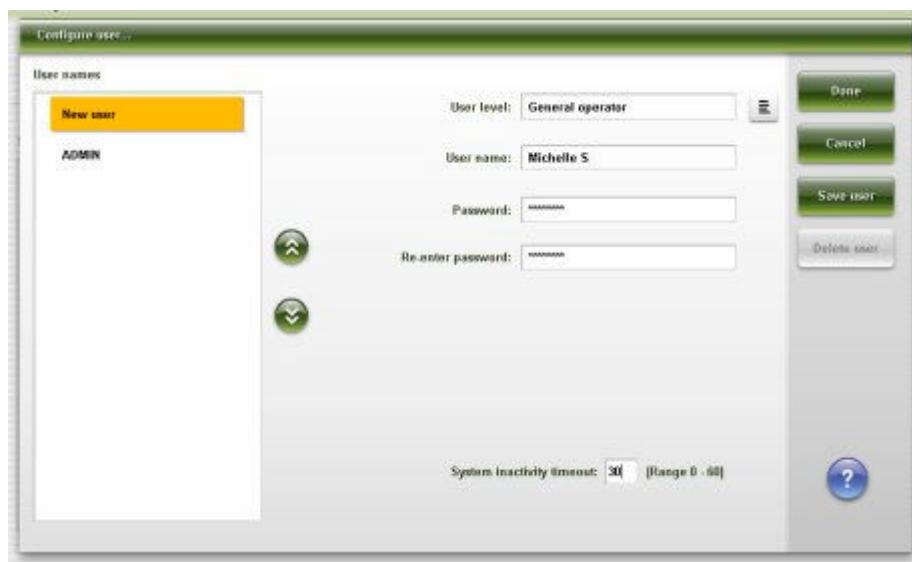 Configure user...
User names
New user
ADMIN
User level: General operator
User name: Michelle S
Password: ********
Re-enter password: ********
System inactivity timeout: 30 (Range 0 - 60)
Done
Cancel
Save user
Delete user
?